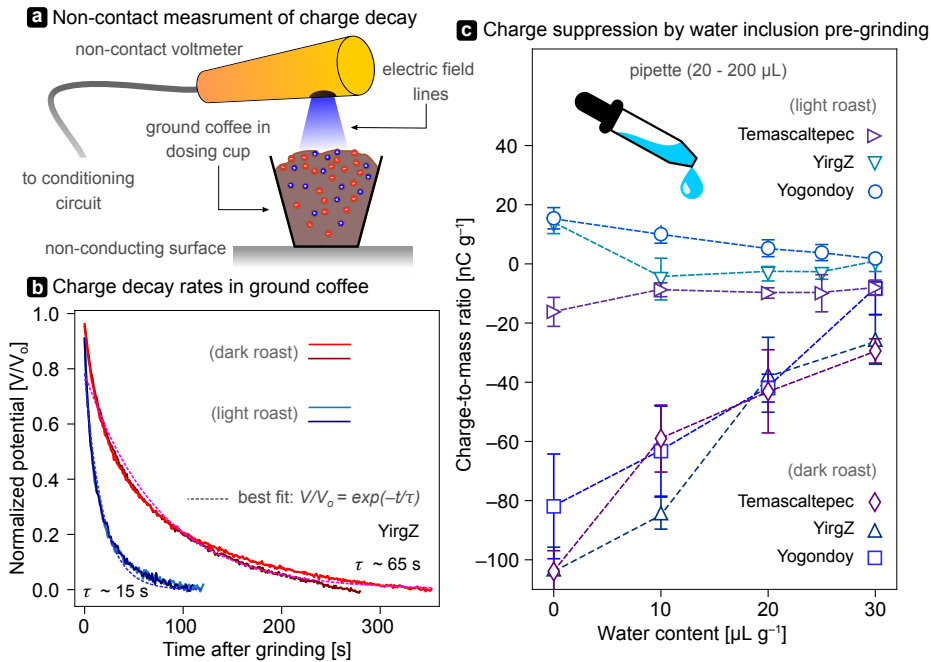 a Non-contact measrument of charge decay
non-contact voltmeter
electric field
lines
ground coffee in
dosing cup
to conditioning
circuit
non-conducting surface
b Charge decay rates in ground coffee
Normalized potential [V/Vₒ]
1.0
0.8
0.6
0.4
0.2
0.0
(dark roast)
(light roast)
best fit: V/Vₒ = exp(−t/τ)
YirgZ
τ ~ 65 s
τ ~ 15 s
0
100
200
300
Time after grinding [s]
c Charge suppression by water inclusion pre-grinding
pipette (20 - 200 µL)
(light roast)
Temascaltepec
YirgZ
Yogondoy
Charge-to-mass ratio [nC g⁻¹]
40
20
0
−20
−40
−60
−80
−100
(dark roast)
Temascaltepec
YirgZ
Yogondoy
0
10
20
30
Water content [µL g⁻¹]